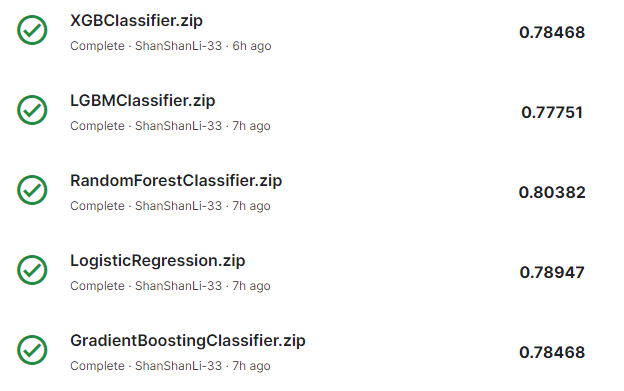 XGBClassifier.zip
0.78468
Complete · ShanShanLi-33 · 6h ago
LGBMClassifier.zip
0.77751
Complete · ShanShanLi-33 · 7h ago
RandomForestClassifier.zip
0.80382
Complete · ShanShanLi-33 · 7h ago
LogisticRegression.zip
0.78947
Complete · ShanShanLi-33 · 7h ago
GradientBoostingClassifier.zip
0.78468
Complete · ShanShanLi-33 · 7h ago